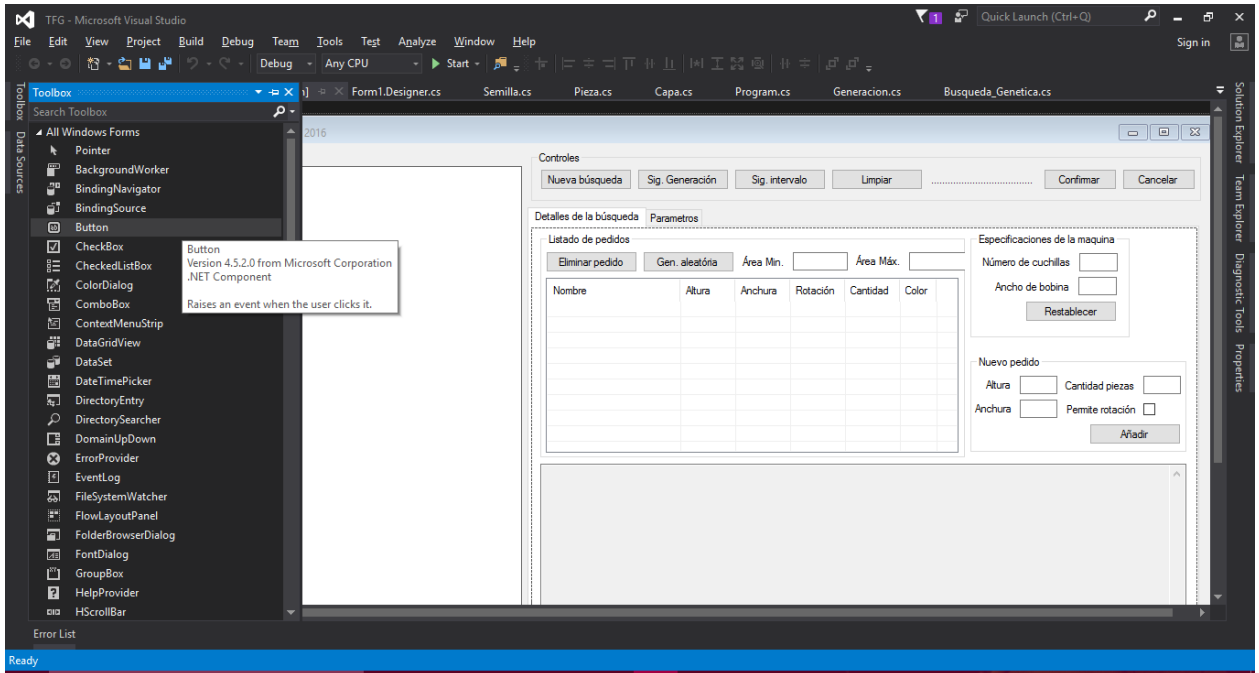 TFG - Microsoft Visual Studio
1
Quick Launch (Ctrl+Q)
File Edit View Project Build Debug Team Tools Test Analyze Window Help
Sign in
Debug Any CPU Start
Toolbox
Data Sources
Toolbox
Search Toolbox
All Windows Forms
Pointer
BackgroundWorker
BindingNavigator
BindingSource
Button
CheckBox
CheckedListBox
ColorDialog
ComboBox
ContextMenuStrip
DataGridView
DataSet
DateTimePicker
DirectoryEntry
DirectorySearcher
DomainUpDown
ErrorProvider
EventLog
FileSystemWatcher
FlowLayoutPanel
FolderBrowserDialog
FontDialog
GroupBox
HelpProvider
HScrollBar
Button
Version 4.5.2.0 from Microsoft Corporation
.NET Component
Raises an event when the user clicks it.
Form1.Designer.cs Semilla.cs Pieza.cs Capa.cs Program.cs Generacion.cs Busqueda_Genetica.cs
2016
Controles
Nueva búsqueda Sig. Generación Sig. intervalo Limpiar ................................... Confirmar Cancelar
Detalles de la búsqueda Parametros
Listado de pedidos
Eliminar pedido Gen. aleatória Área Min. Área Máx.
Nombre Altura Anchura Rotación Cantidad Color
Especificaciones de la maquina
Número de cuchillas
Ancho de bobina
Restablecer
Nuevo pedido
Altura Cantidad piezas
Anchura Permite rotación
Añadir
Solution Explorer
Team Explorer
Diagnostic Tools
Properties
Error List
Ready